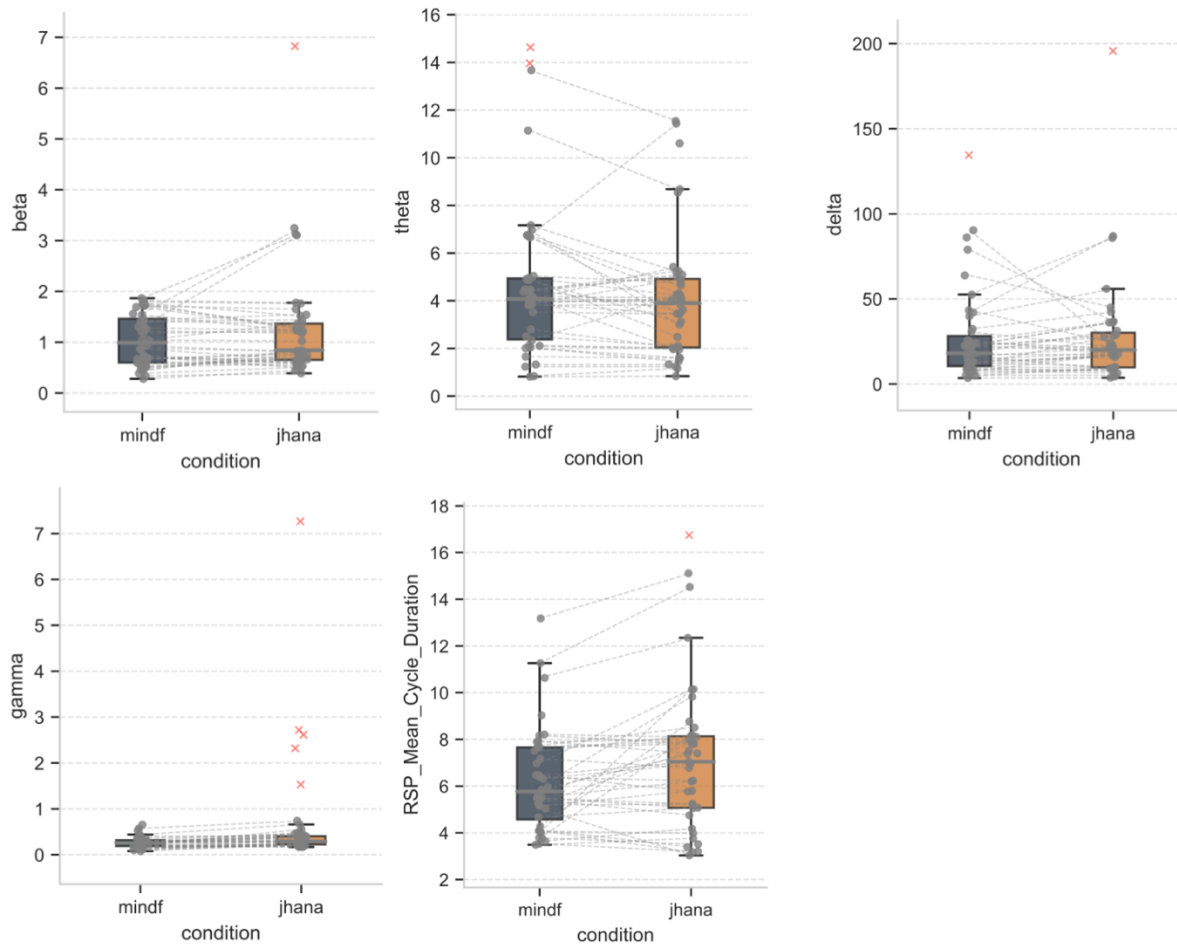 7
6
5
4
3
2
1
0
beta
mindf
jhana
condition
16
14
12
10
8
6
4
2
0
theta
mindf
jhana
condition
200
150
100
50
0
delta
mindf
jhana
condition
7
6
5
4
3
2
1
0
gamma
mindf
jhana
condition
18
16
14
12
10
8
6
4
2
RSP_Mean_Cycle_Duration
mindf
jhana
condition